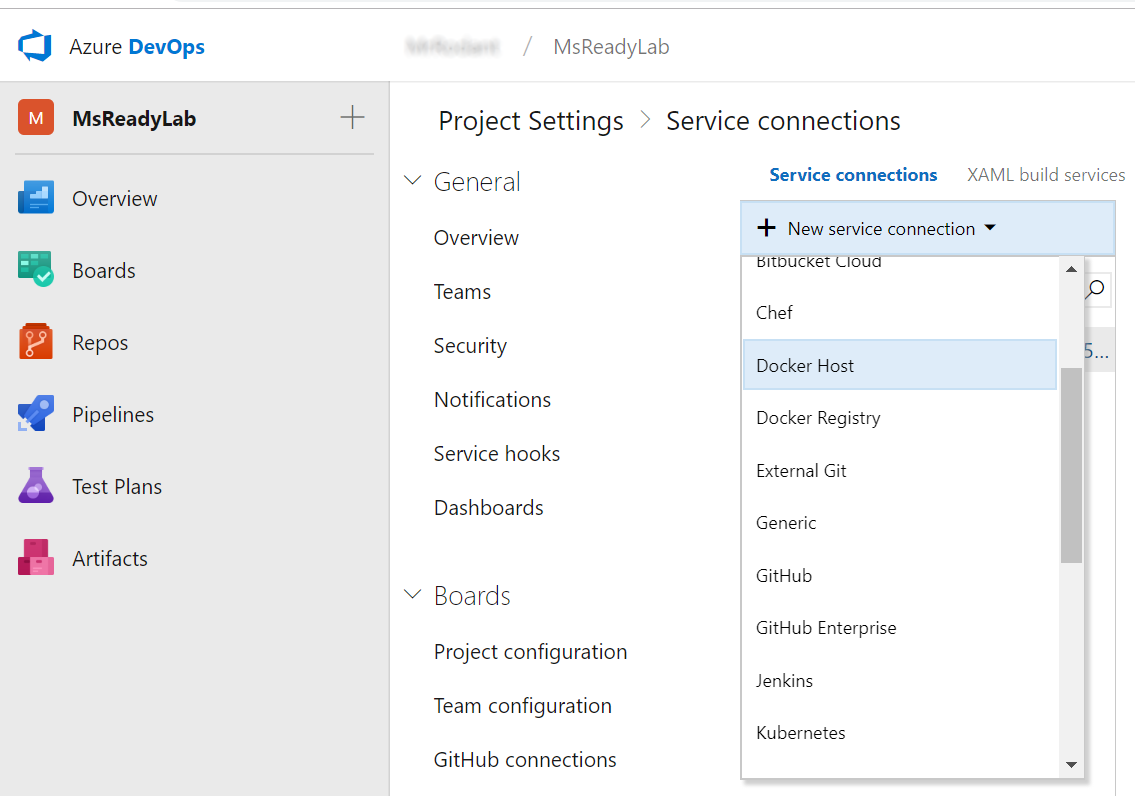 Azure DevOps
/ MsReadyLab
M MsReadyLab
Overview
Boards
Repos
Pipelines
Test Plans
Artifacts
Project Settings > Service connections
General
Overview
Teams
Security
Notifications
Service hooks
Dashboards
Boards
Project configuration
Team configuration
GitHub connections
Service connections XAML build services
+ New service connection
Bitbucket Cloud
Chef
Docker Host
Docker Registry
External Git
Generic
GitHub
GitHub Enterprise
Jenkins
Kubernetes
5...